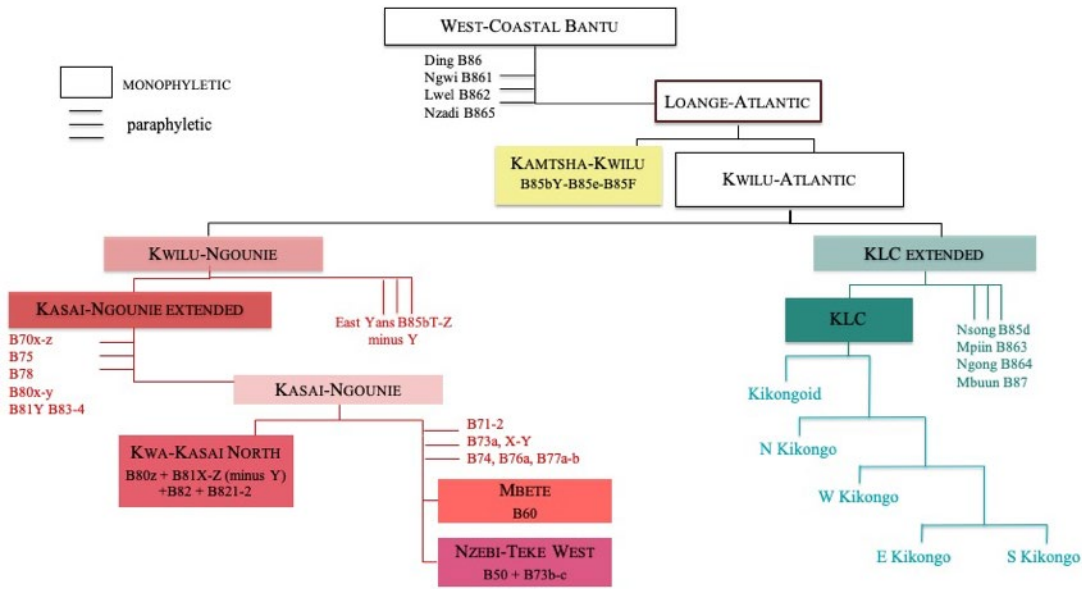 WEST-COASTAL BANTU
Ding B86
Ngwi B861
Lwel B862
Nzadi B865
MONOPHYLETIC
paraphyletic
LOANGE-ATLANTIC
KAMTSHA-KWILU
B85bY-B85e-B85F
KWILU-ATLANTIC
KWILU-NGOUNIE
KLC EXTENDED
KASAI-NGOUNIE EXTENDED
East Yans B85bT-Z
minus Y
B70x-z
B75
B78
B80x-y
B81Y B83-4
KLC
Nsong B85d
Mpiin B863
Ngong B864
Mbuun B87
KASAI-NGOUNIE
Kikongoid
KWA-KASAI NORTH
B80z + B81X-Z (minus Y)
+B82 + B821-2
B71-2
B73a, X-Y
B74, B76a, B77a-b
N Kikongo
MBETE
B60
W Kikongo
NZEBI-TEKE WEST
B50 + B73b-c
E Kikongo
S Kikongo